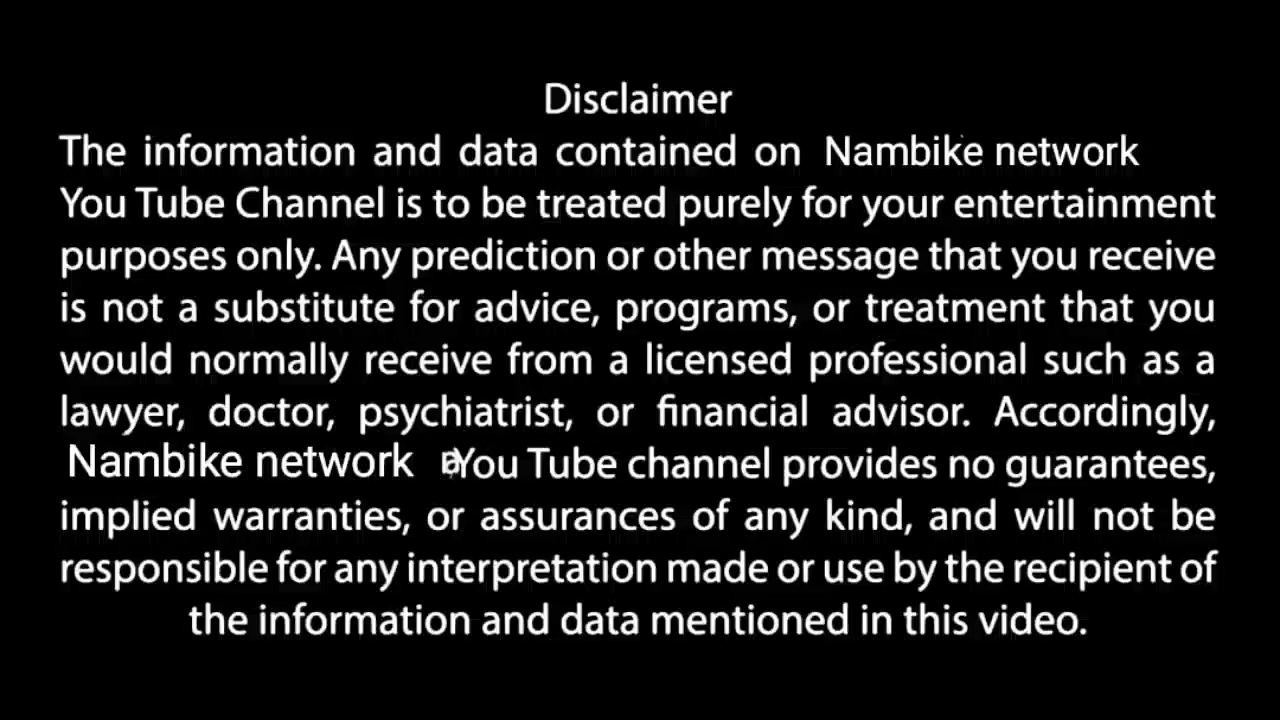 Disclaimer
The information and data contained on Nambike network
You Tube Channel is to be treated purely for your entertainment
purposes only. Any prediction or other message that you receive
is not a substitute for advice, programs, or treatment that you
would normally receive from a licensed professional such as a
lawyer, doctor, psychiatrist, or financial advisor. Accordingly,
Nambike network You Tube channel provides no guarantees,
implied warranties, or assurances of any kind, and will not be
responsible for any interpretation made or use by the recipient of
the information and data mentioned in this video.